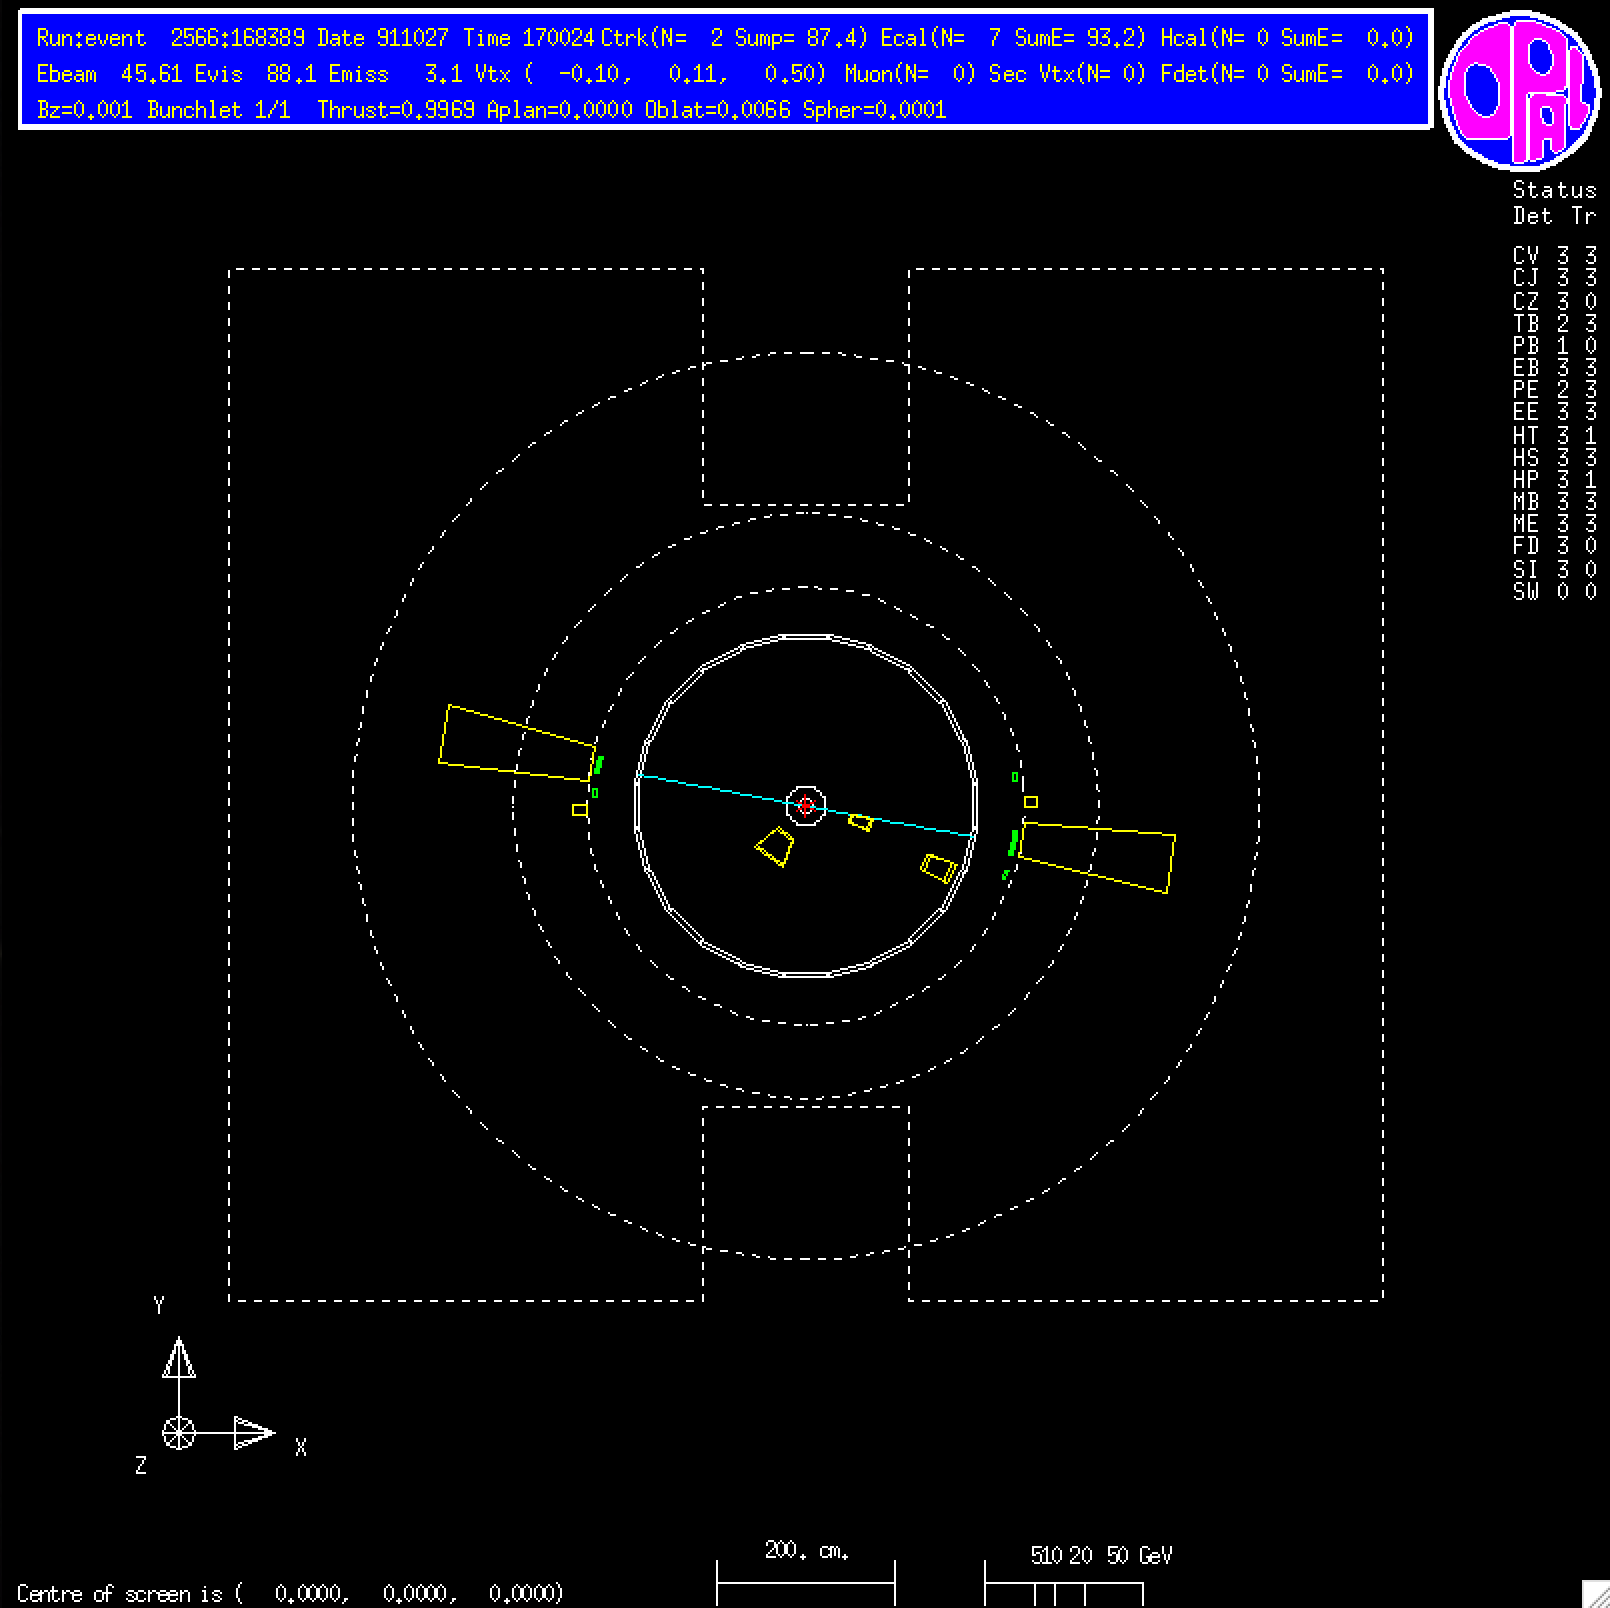 Run:event 2566:168389 Date 911027 Time 170024 Ctrk(N= 2 Sump= 87.4) Ecal(N= 7 SumE= 93.2) Hcal(N= 0 SumE= 0.0)
Ebeam 45.61 Evis 88.1 Emiss 3.1 Vtx ( -0.10, 0.11, 0.50) Muon(N= 0) Sec Vtx(N= 0) Fdet(N= 0 SumE= 0.0)
Bz=0.001 Bunchlet 1/1 Thrust=0.9969 Aplan=0.0000 Oblat=0.0066 Spher=0.0001
OPAL
Status
Det Tr
CV 3 3
CJ 3 3
CZ 3 0
TB 2 3
PB 1 0
EB 3 3
PE 2 3
EE 3 3
HT 3 1
HS 3 3
HP 3 1
MB 3 3
ME 3 3
FD 3 0
SI 3 0
SW 0 0
Y
X
Z
200. cm.
5 10 20 50 GeV
Centre of screen is ( 0.0000, 0.0000, 0.0000)